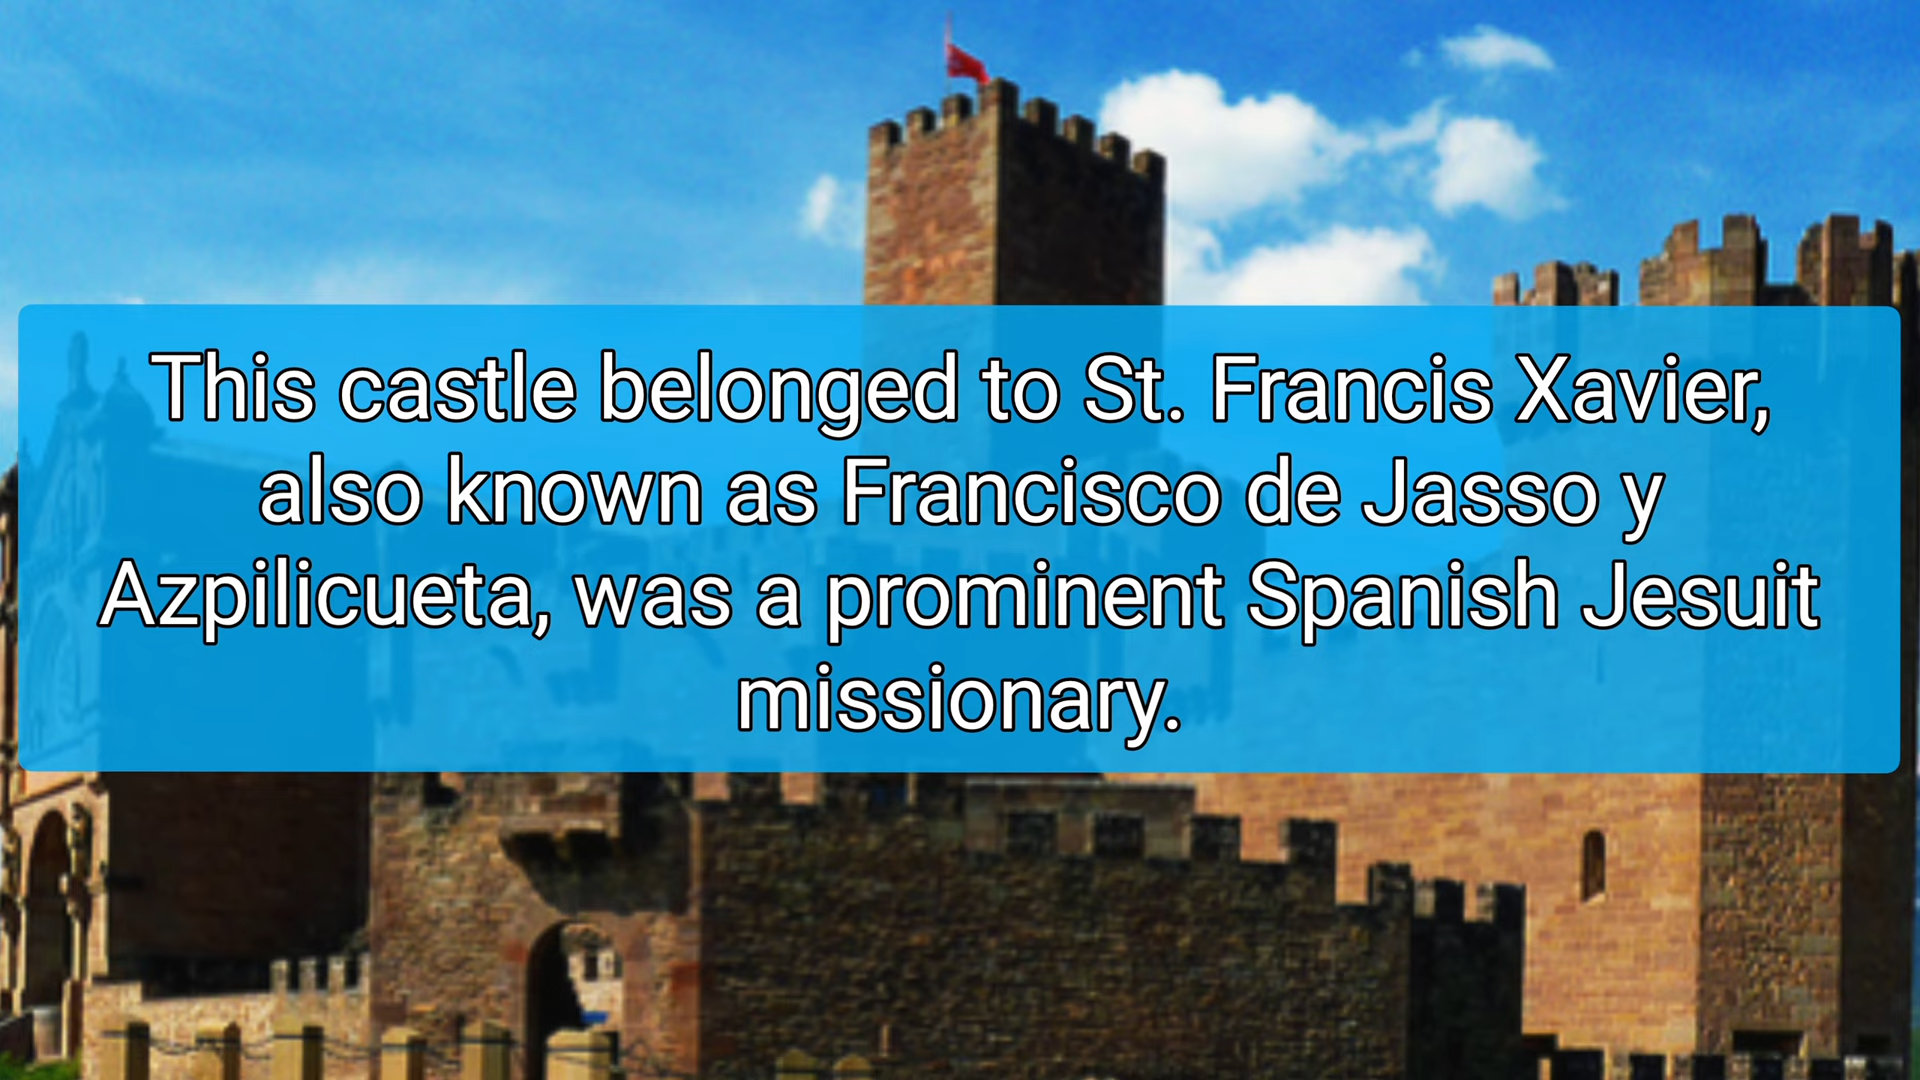 This castle belonged to St. Francis Xavier,
also known as Francisco de Jasso y
Azpilicueta, was a prominent Spanish Jesuit
missionary.